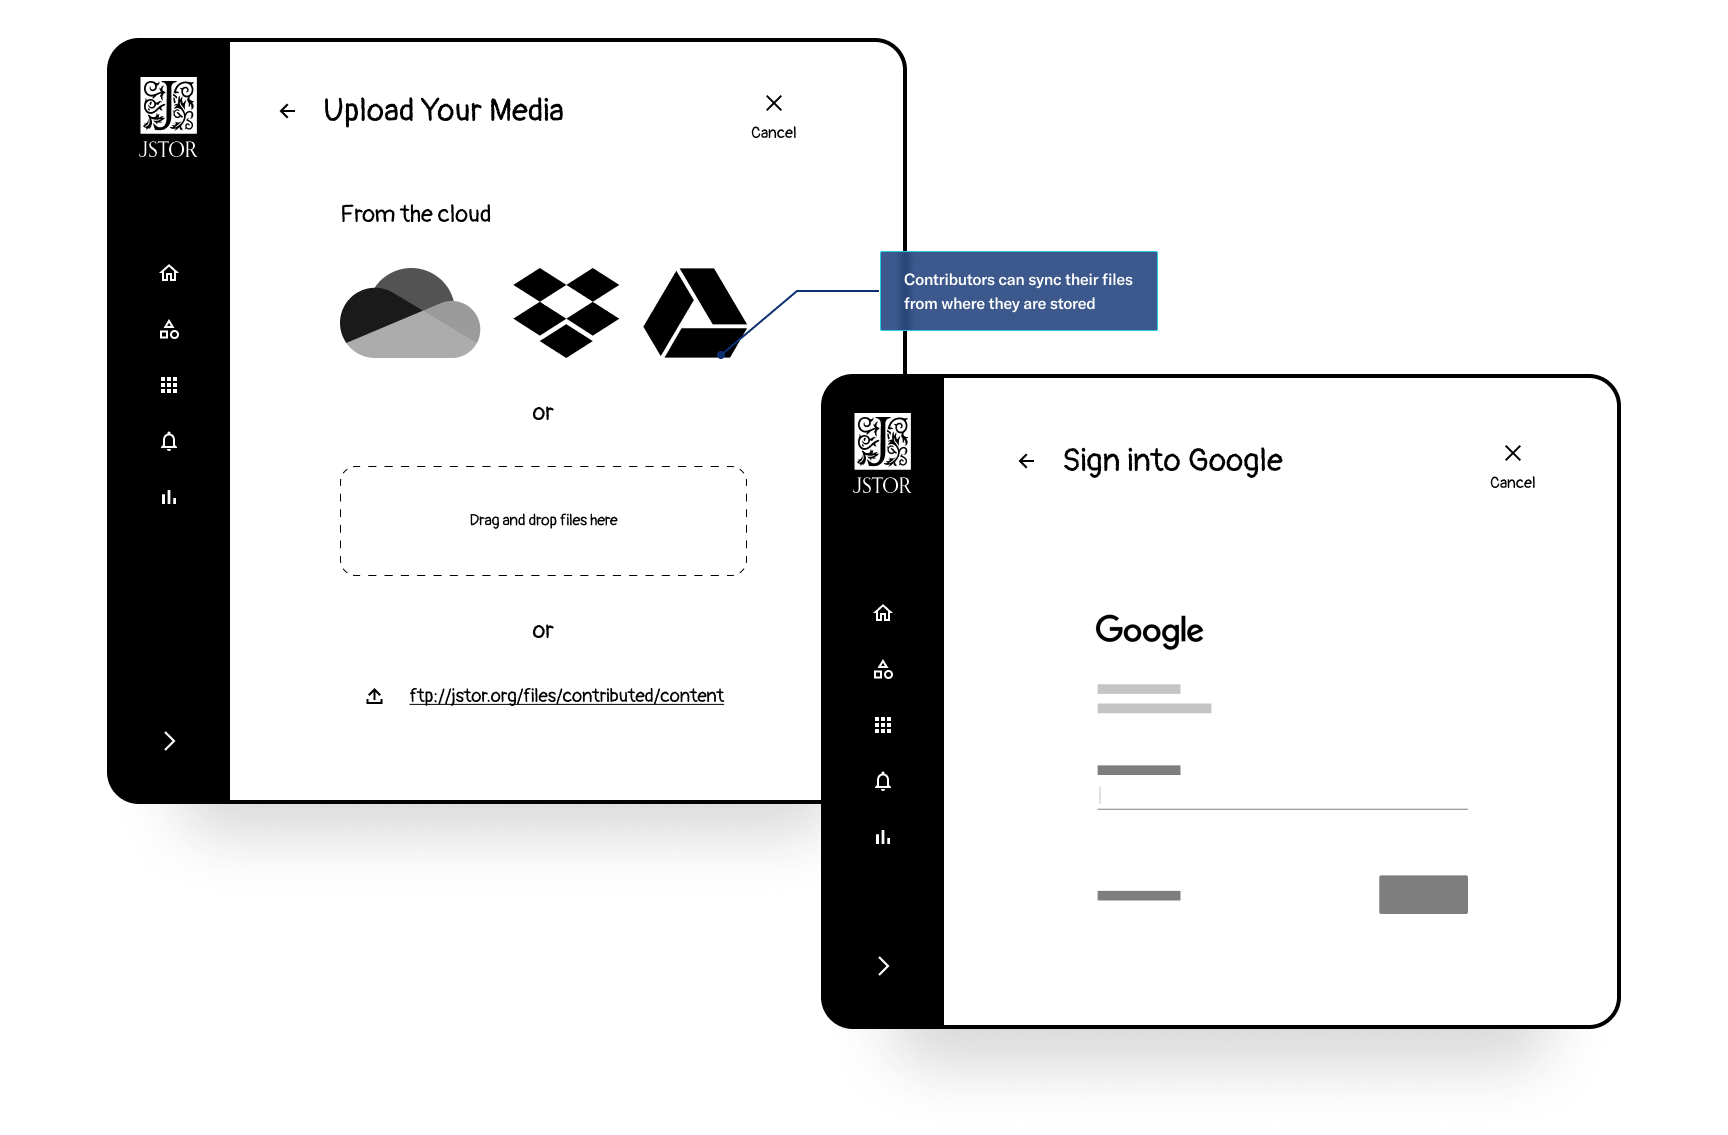 JSTOR
Upload Your Media
Cancel
From the cloud
or
Drag and drop files here
or
ftp://jstor.org/files/contributed/content
Contributors can sync their files
from where they are stored
JSTOR
Sign into Google
Cancel
Google